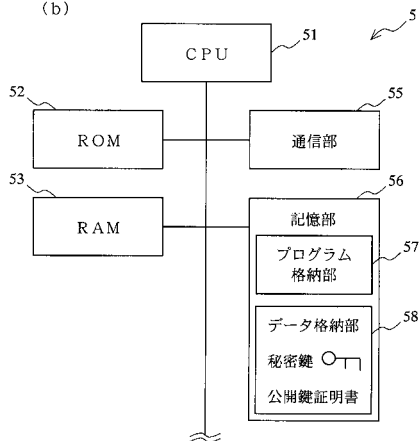 (b)
5
51
CPU
52
ROM
55
通信部
53
RAM
56
記憶部
57
プログラム
格納部
58
データ格納部
秘密鍵
公開鍵証明書